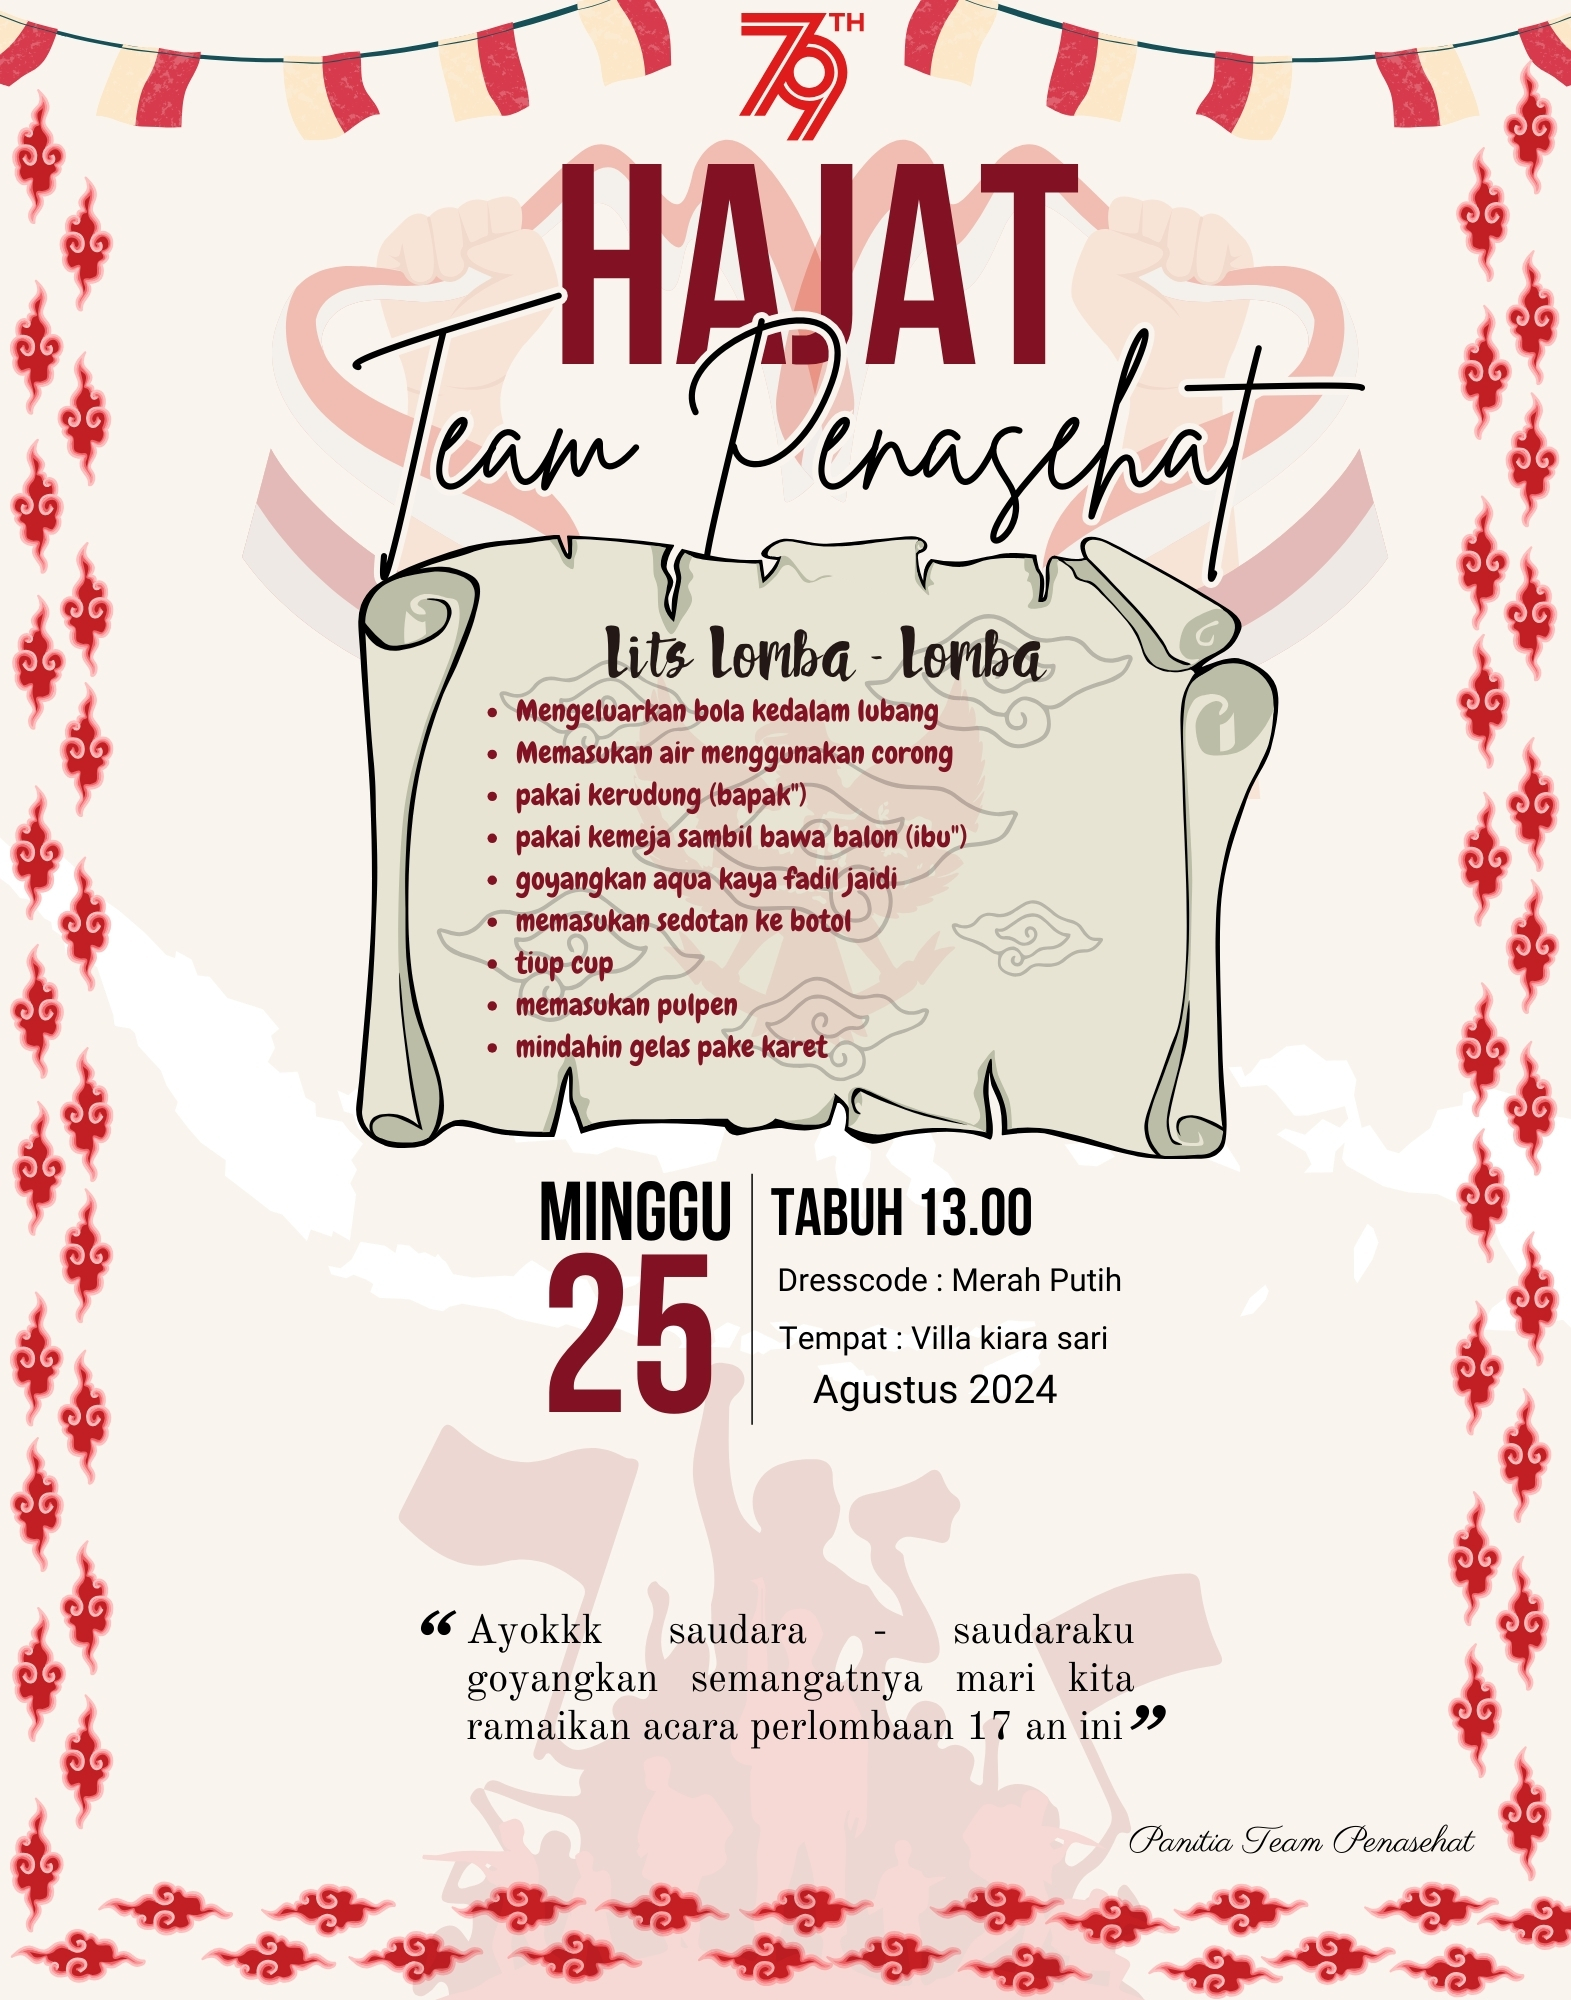 79TH
HAJAT
Team Penasehat
Lits Lomba - Lomba
• Mengeluarkan bola kedalam lubang
• Memasukan air menggunakan corong
• pakai kerudung (bapak")
• pakai kemeja sambil bawa balon (ibu")
• goyangkan aqua kaya fadil jaidi
• memasukan sedotan ke botol
• tiup cup
• memasukan pulpen
• mindahin gelas pake karet
MINGGU
25
TABUH 13.00
Dresscode : Merah Putih
Tempat : Villa kiara sari
Agustus 2024
“Ayokkk saudara - saudaraku
goyangkan semangatnya mari kita
ramaikan acara perlombaan 17 an ini”
Panitia Team Penasehat